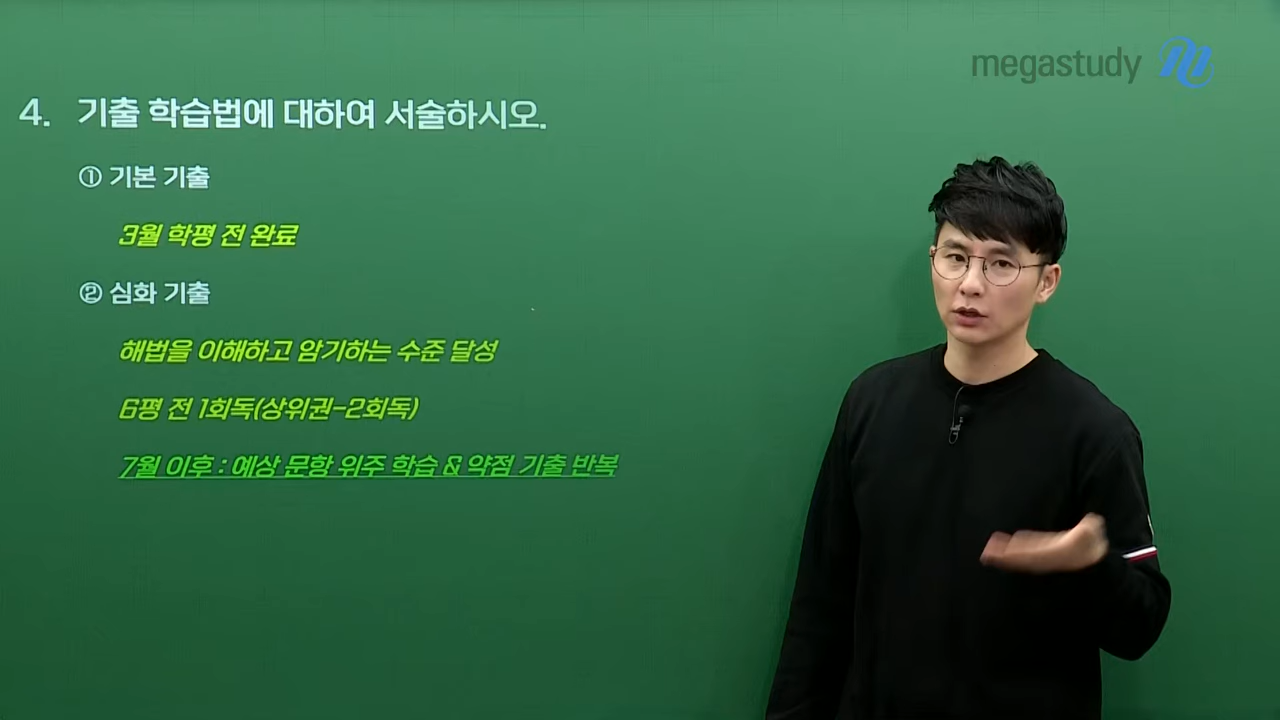 megastudy
4. 기출 학습법에 대하여 서술하시오.
① 기본 기출
3월 학평 전 완료
② 심화 기출
해법을 이해하고 암기하는 수준 달성
6평 전 1회독(상위권-2회독)
7월 이후 : 예상 문항 위주 학습 & 약점 기출 반복